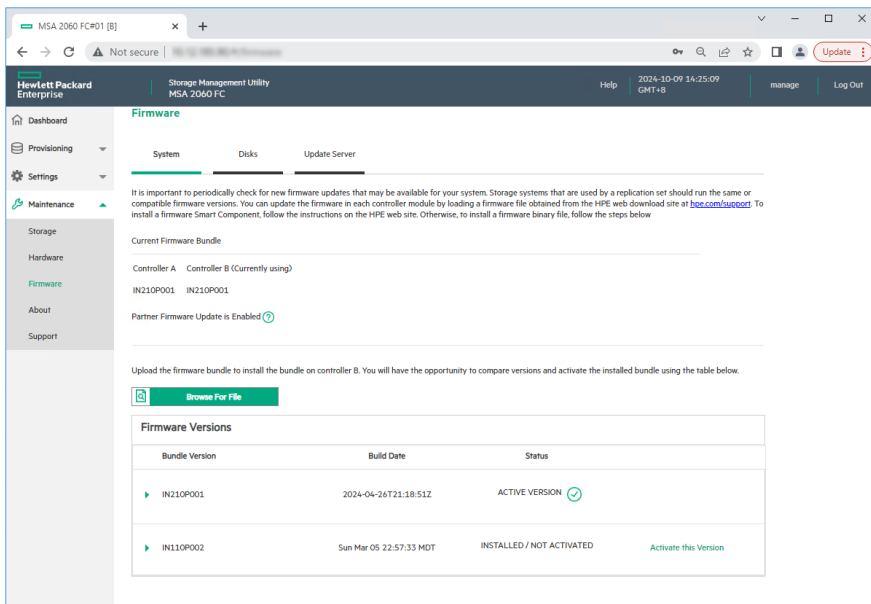 MSA 2060 FC#01 [B]
Not secure
Update
Hewlett Packard
Enterprise
Storage Management Utility
MSA 2060 FC
Help
2024-10-09 14:25:09
GMT+8
manage
Log Out
Dashboard
Provisioning
Settings
Maintenance
Storage
Hardware
Firmware
About
Support
Firmware
System Disks Update Server
It is important to periodically check for new firmware updates that may be available for your system. Storage systems that are used by a replication set should run the same or
compatible firmware versions. You can update the firmware in each controller module by loading a firmware file obtained from the HPE web download site at hpe.com/support. To
install a firmware Smart Component, follow the instructions on the HPE web site. Otherwise, to install a firmware binary file, follow the steps below
Current Firmware Bundle
Controller A Controller B (Currently using)
IN210P001 IN210P001
Partner Firmware Update is Enabled ?
Upload the firmware bundle to install the bundle on controller B. You will have the opportunity to compare versions and activate the installed bundle using the table below.
Browse For File
Firmware Versions
Bundle Version Build Date Status
IN210P001 2024-04-26T21:18:51Z ACTIVE VERSION
IN110P002 Sun Mar 05 22:57:33 MDT INSTALLED / NOT ACTIVATED Activate this Version